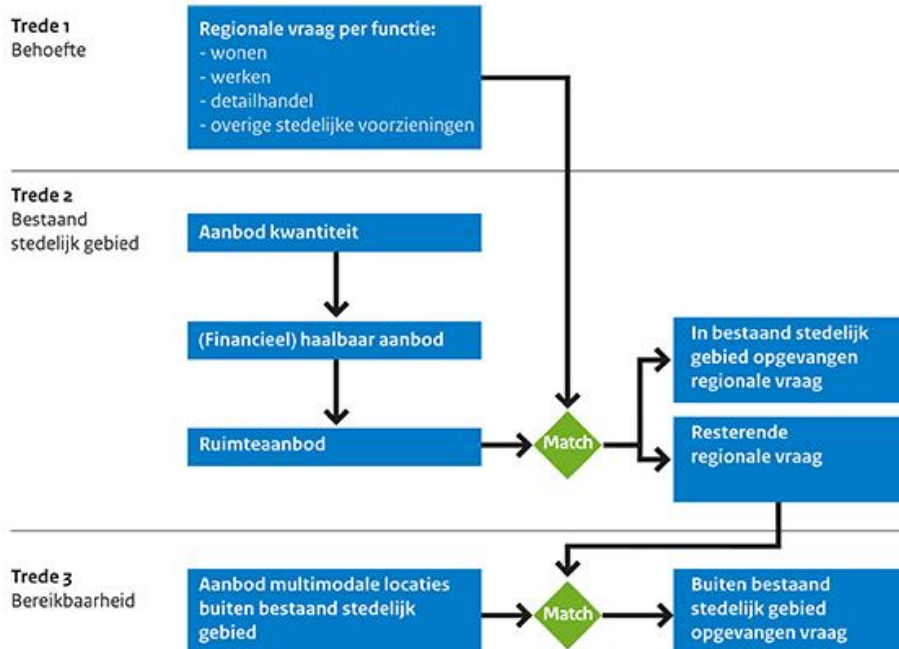 Trede 1
Behoefte
Regionale vraag per functie:
- wonen
- werken
- detailhandel
- overige stedelijke voorzieningen
Trede 2
Bestaand
stedelijk gebied
Aanbod kwantiteit
(Financieel) haalbaar aanbod
Ruimteaanbod
Match
In bestaand stedelijk
gebied opgevangen
regionale vraag
Resterende
regionale vraag
Trede 3
Bereikbaarheid
Aanbod multimodale locaties
buiten bestaand stedelijk
gebied
Match
Buiten bestaand
stedelijk gebied
opgevangen vraag